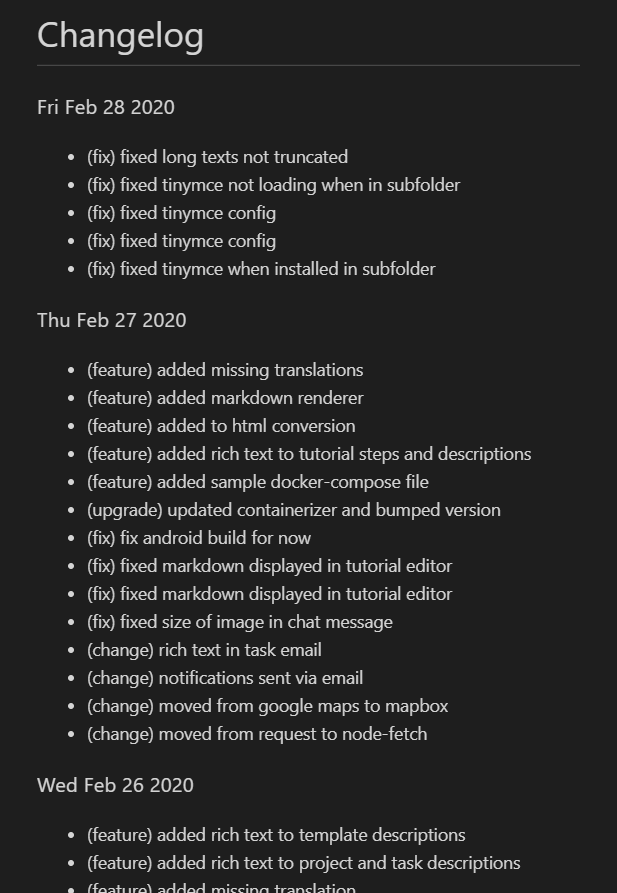 Changelog
Fri Feb 28 2020
• (fix) fixed long texts not truncated
• (fix) fixed tinymce not loading when in subfolder
• (fix) fixed tinymce config
• (fix) fixed tinymce config
• (fix) fixed tinymce when installed in subfolder
Thu Feb 27 2020
• (feature) added missing translations
• (feature) added markdown renderer
• (feature) added to html conversion
• (feature) added rich text to tutorial steps and descriptions
• (feature) added sample docker-compose file
• (upgrade) updated containerizer and bumped version
• (fix) fix android build for now
• (fix) fixed markdown displayed in tutorial editor
• (fix) fixed markdown displayed in tutorial editor
• (fix) fixed size of image in chat message
• (change) rich text in task email
• (change) notifications sent via email
• (change) moved from google maps to mapbox
• (change) moved from request to node-fetch
Wed Feb 26 2020
• (feature) added rich text to template descriptions
• (feature) added rich text to project and task descriptions
• (feature) added missing translation